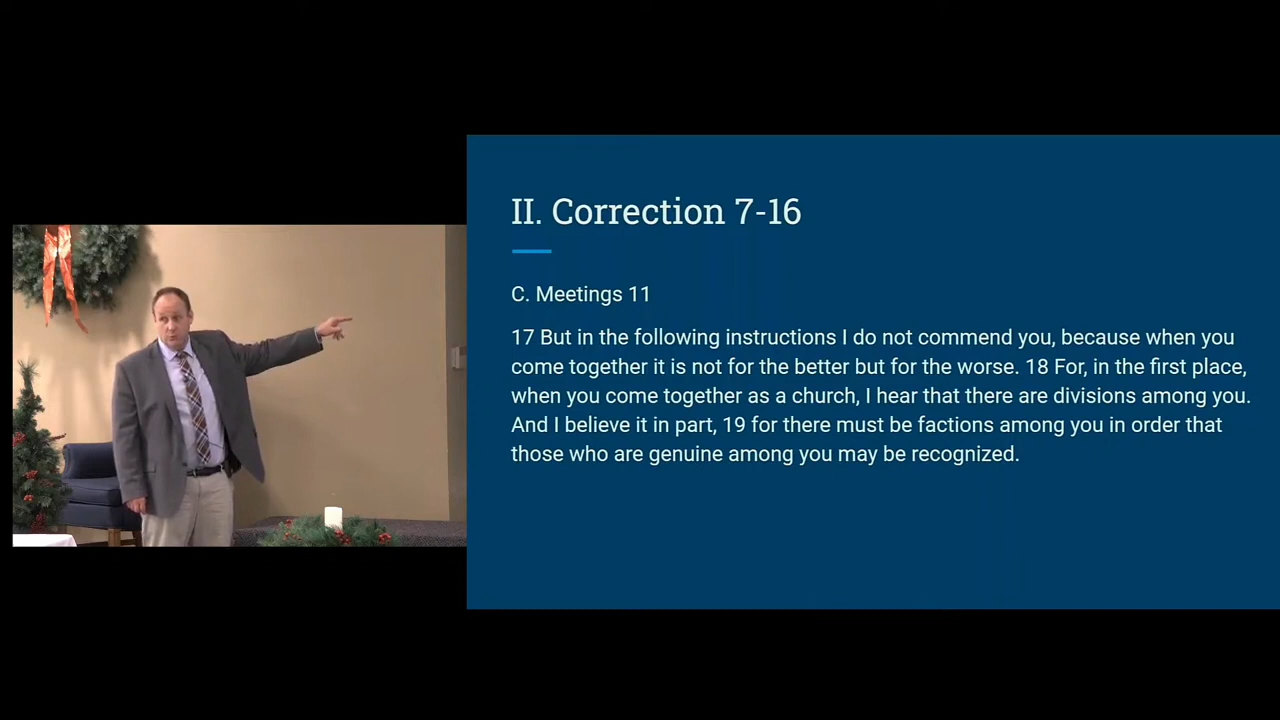 II. Correction 7-16
C. Meetings 11
17 But in the following instructions I do not commend you, because when you
come together it is not for the better but for the worse. 18 For, in the first place,
when you come together as a church, I hear that there are divisions among you.
And I believe it in part, 19 for there must be factions among you in order that
those who are genuine among you may be recognized.